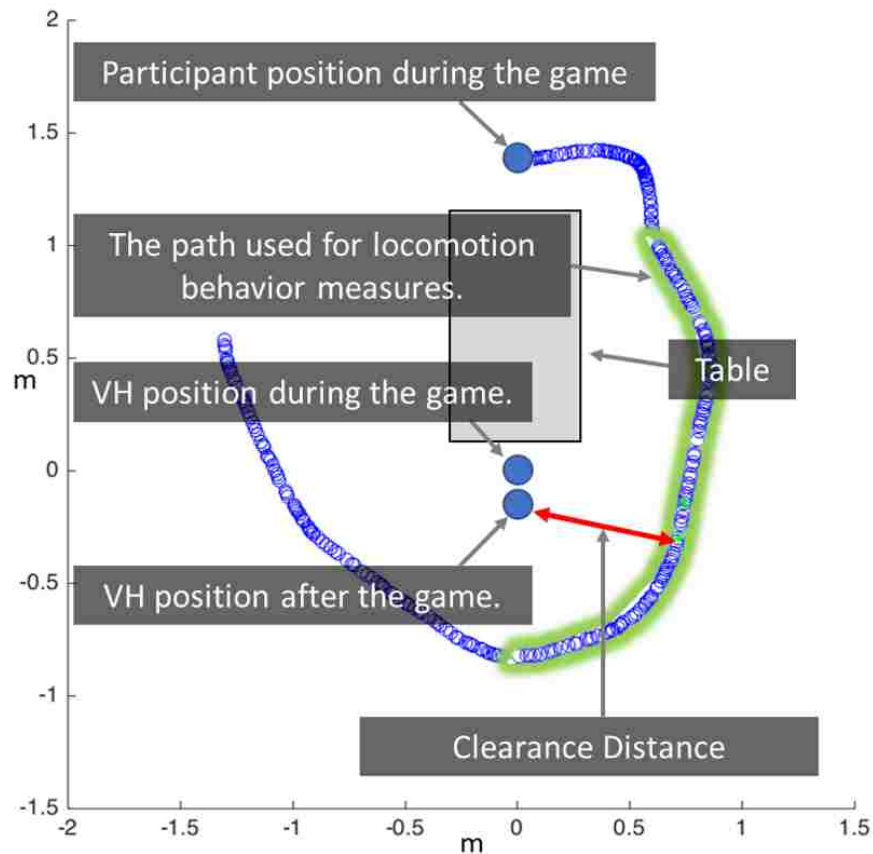 2
Participant position during the game
1.5
1
The path used for locomotion
behavior measures.
0.5
m
VH position during the game.
Table
0
-0.5
VH position after the game.
-1
Clearance Distance
-1.5
-2
-1.5
-1
-0.5
0
0.5
1
1.5
m